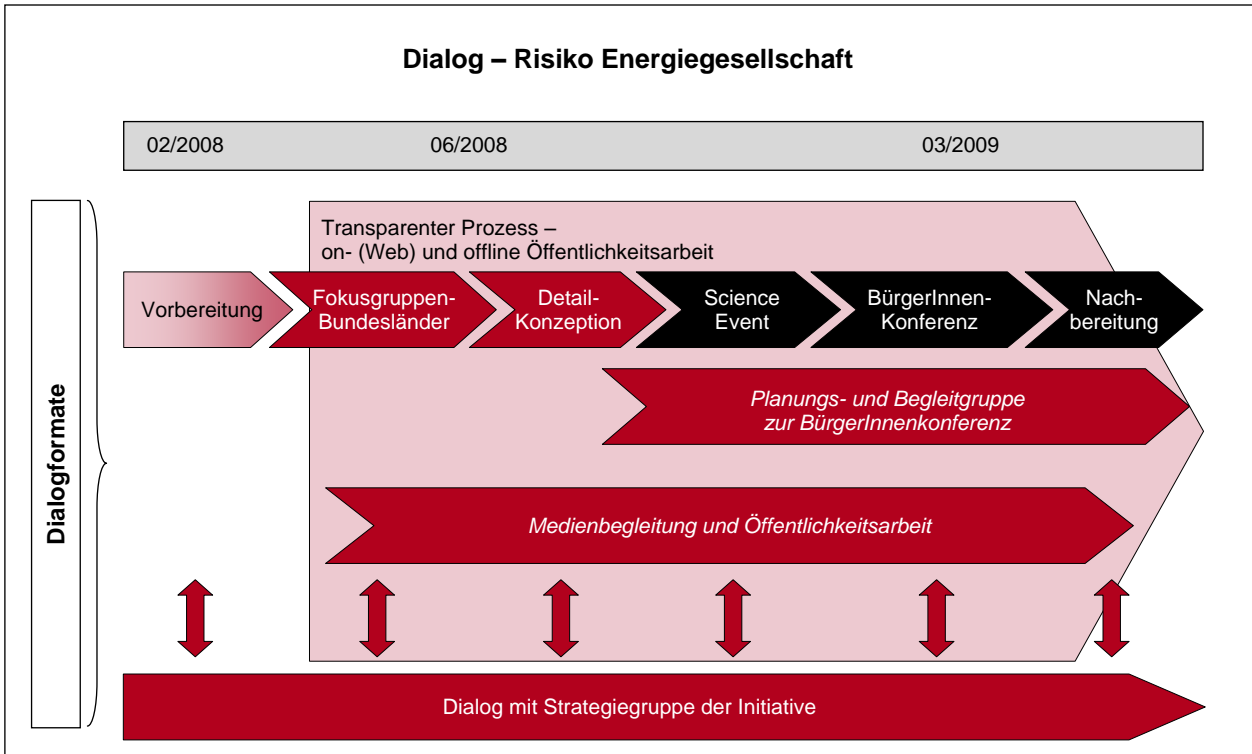 Dialog – Risiko Energiegesellschaft
02/2008 06/2008 03/2009
Transparenter Prozess –
on- (Web) und offline Öffentlichkeitsarbeit
Vorbereitung
Fokusgruppen-
Bundesländer
Detail-
Konzeption
Science
Event
BürgerInnen-
Konferenz
Nach-
bereitung
Planungs- und Begleitgruppe
zur BürgerInnenkonferenz
Dialogformate
Medienbegleitung und Öffentlichkeitsarbeit
Dialog mit Strategiegruppe der Initiative